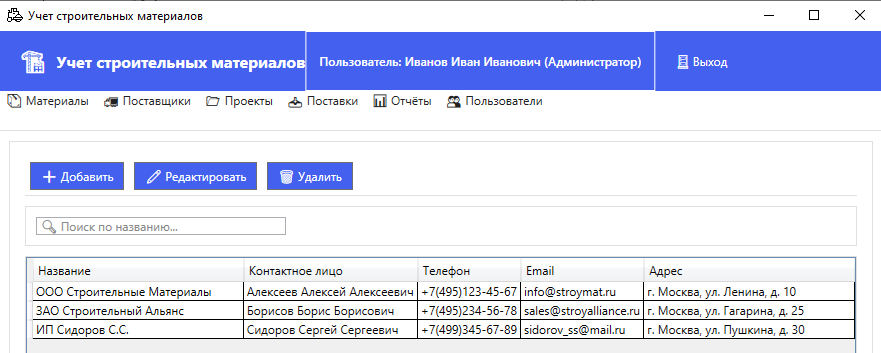 Учет строительных материалов
Учет строительных материалов Пользователь: Иванов Иван Иванович (Администратор) Выход
Материалы Поставщики Проекты Поставки Отчёты Пользователи
Добавить Редактировать Удалить
Поиск по названию...
Название Контактное лицо Телефон Email Адрес
ООО Строительные Материалы Алексеев Алексей Алексеевич +7(495)123-45-67 info@stroymat.ru г. Москва, ул. Ленина, д. 10
ЗАО Строительный Альянс Борисов Борис Борисович +7(495)234-56-78 sales@stroyalliance.ru г. Москва, ул. Гагарина, д. 25
ИП Сидоров С.С. Сидоров Сергей Сергеевич +7(499)345-67-89 sidorov_ss@mail.ru г. Москва, ул. Пушкина, д. 30